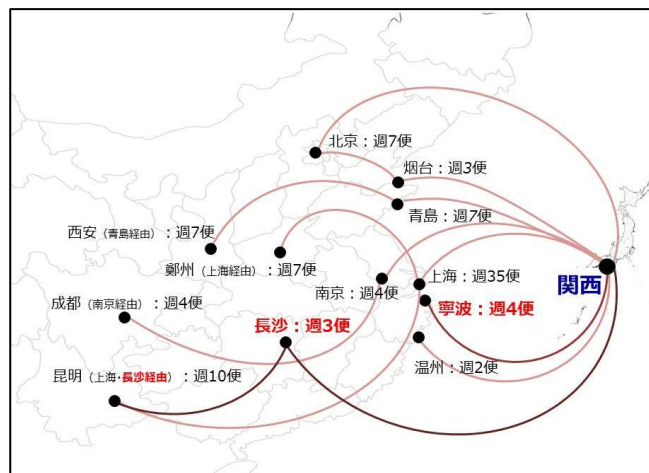 北京：週7便
烟台：週3便
青島：週7便
西安（青島経由）：週7便
鄭州（上海経由）：週7便
上海：週35便
関西
南京：週4便
成都（南京経由）：週4便
寧波：週4便
長沙：週3便
温州：週2便
昆明（上海・長沙経由）：週10便